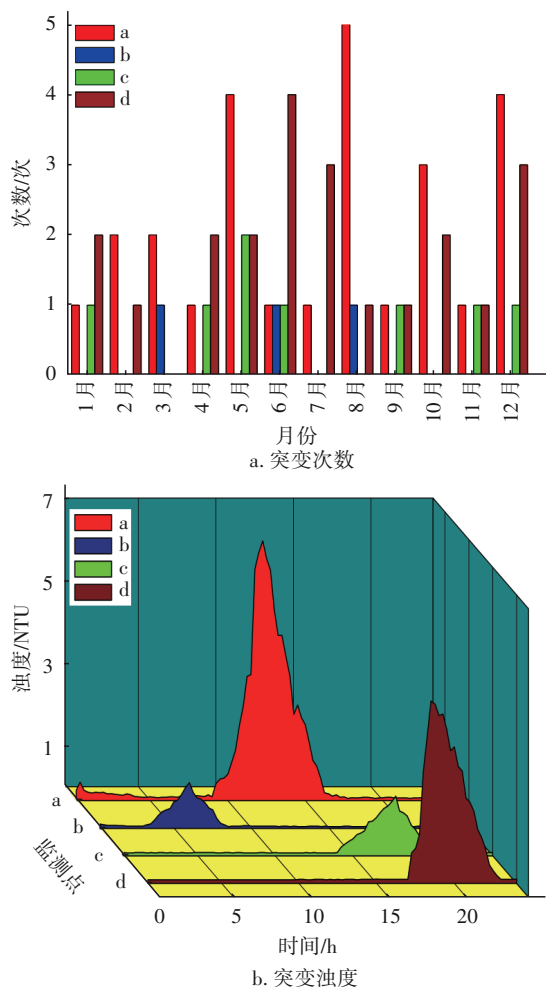 5
4
3
2
1
0
次数/次
a
b
c
d
1月
2月
3月
4月
5月
6月
7月
8月
9月
10月
11月
12月
月份
a. 突变次数
7
5
3
1
浊度/NTU
a
b
c
d
a
b
c
d
监测点
0
5
10
15
20
时间/h
b. 突变浊度